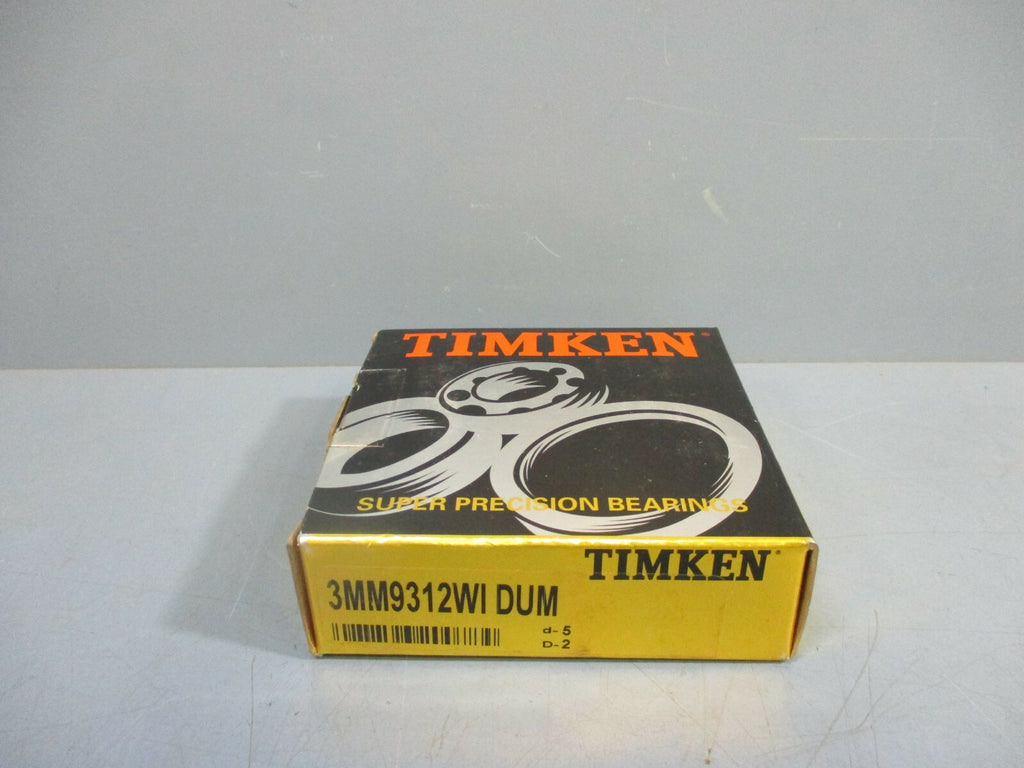 TIMKEN®
SUPER PRECISION BEARINGS
TIMKEN®
3MM9312WI DUM
d-5
D-2